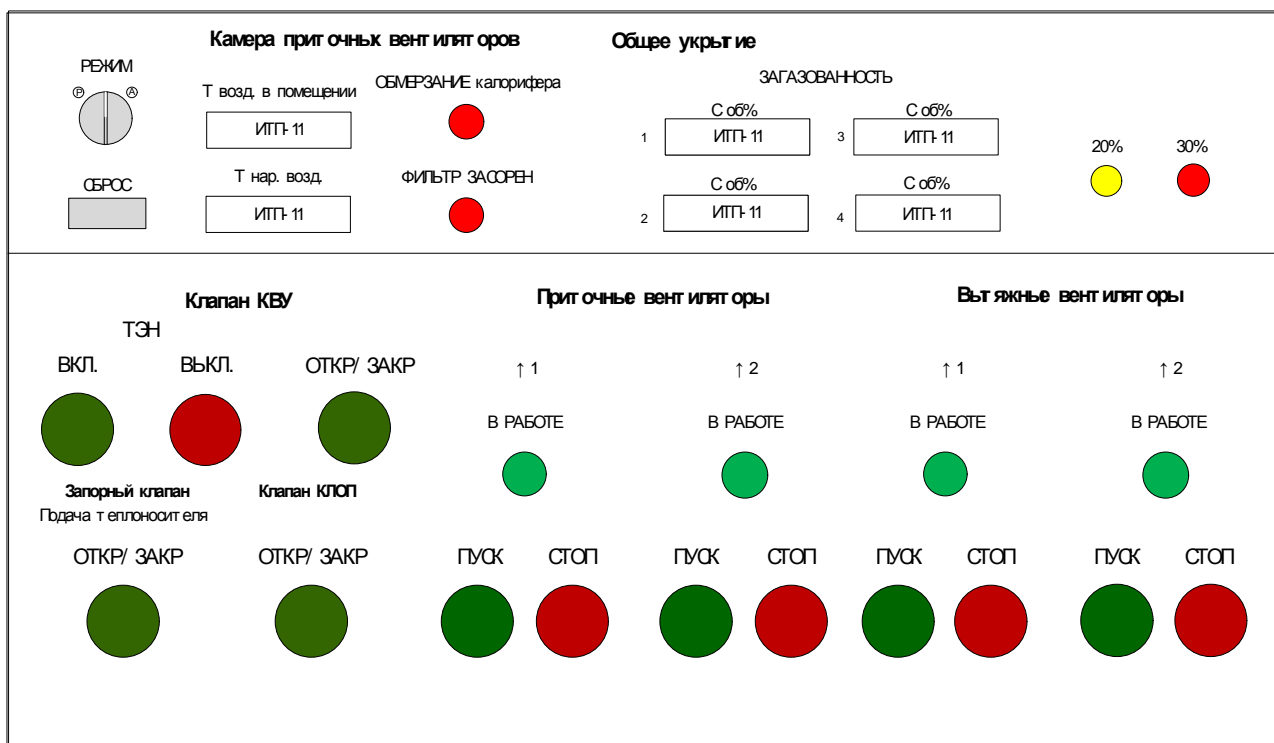 Камера приточных вентиляторов
Общее укрытие
РЕЖИМ
Р
А
Т возд. в помещении
ИТП-11
ОБМЕРЗАНИЕ калорифера
ЗАГАЗОВАННОСТЬ
С об%
1
ИТП-11
С об%
3
ИТП-11
20%
30%
СБРОС
Т нар. возд.
ИТП-11
ФИЛЬТР ЗАСОРЕН
С об%
2
ИТП-11
С об%
4
ИТП-11
Клапан КВУ
Приточные вентиляторы
Вытяжные вентиляторы
ТЭН
ВКЛ.
ВЫКЛ.
ОТКР/ ЗАКР
↑ 1
↑ 2
↑ 1
↑ 2
В РАБОТЕ
В РАБОТЕ
В РАБОТЕ
В РАБОТЕ
Запорный клапан
Подача теплоносителя
Клапан КЛОП
ОТКР/ ЗАКР
ОТКР/ ЗАКР
ПУСК
СТОП
ПУСК
СТОП
ПУСК
СТОП
ПУСК
СТОП